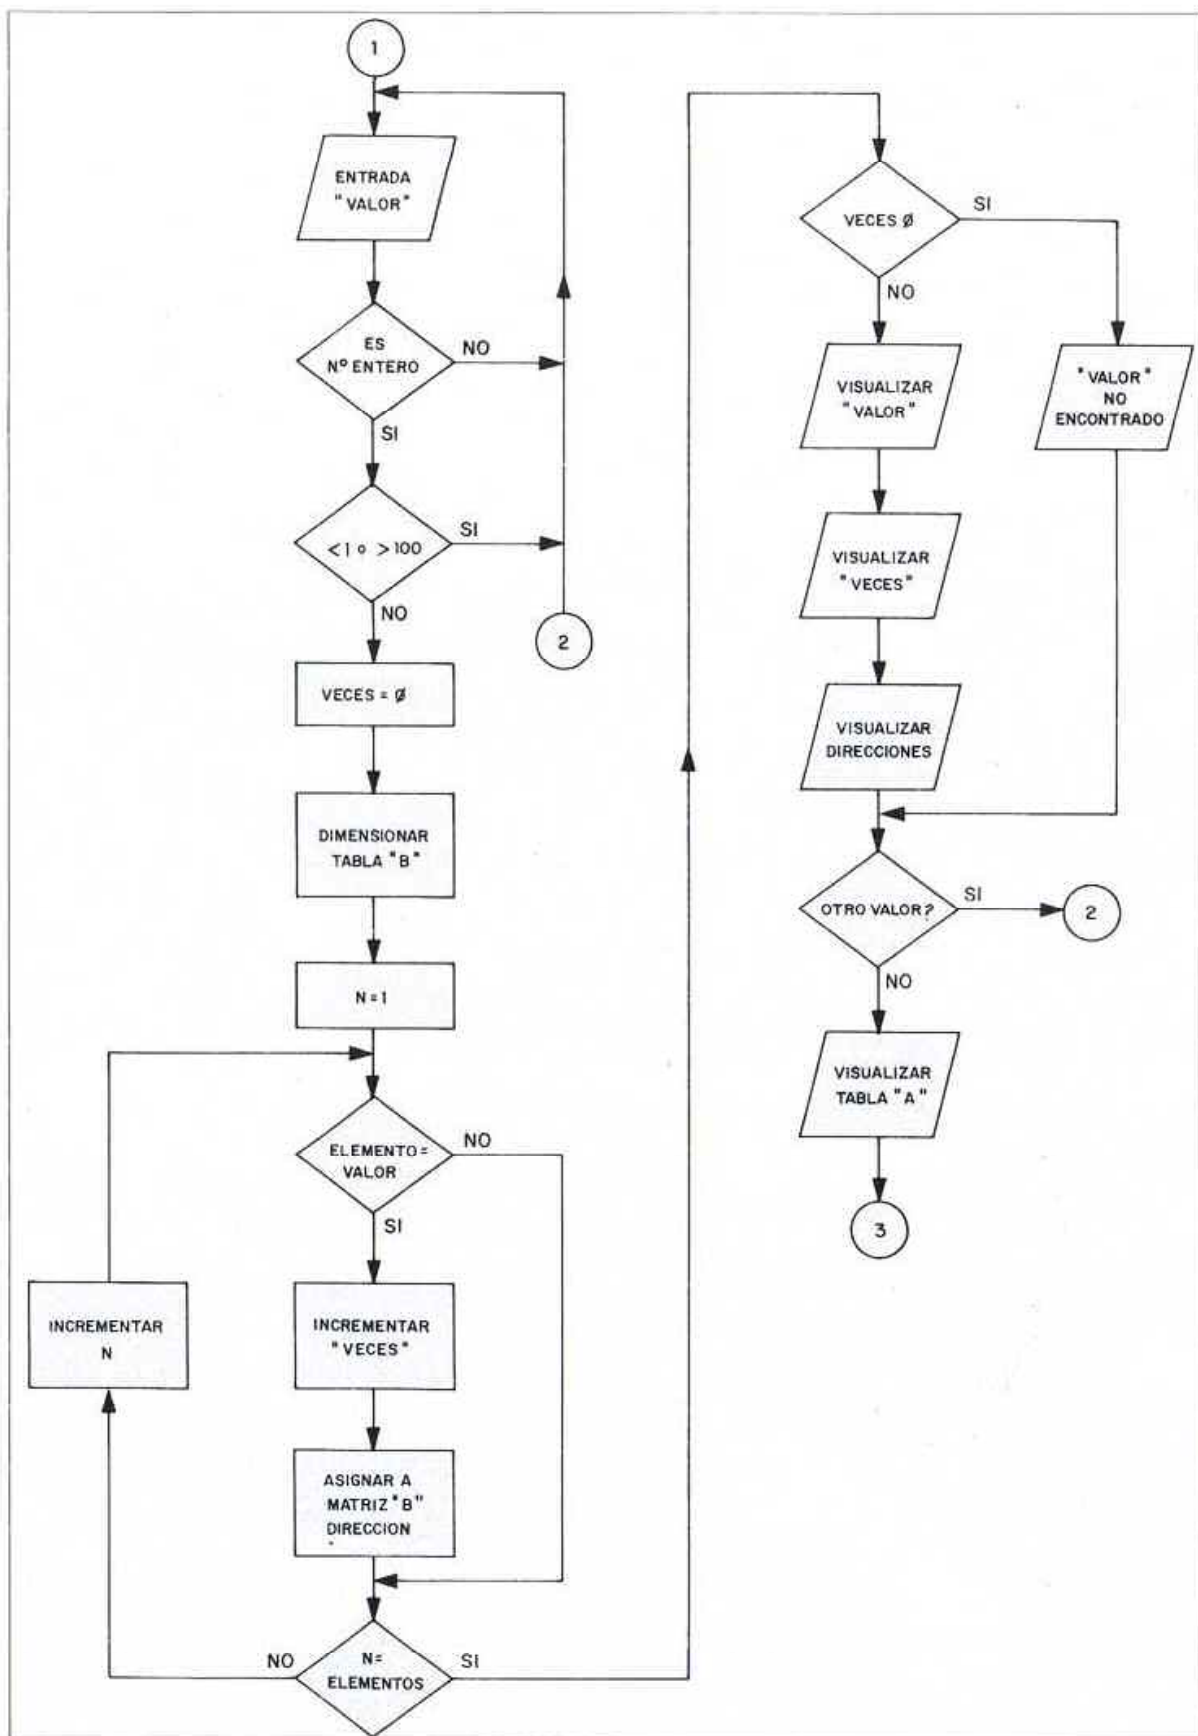 1
ENTRADA
"VALOR"
ES
Nº ENTERO
NO
SI
<1 o >100
SI
NO
2
VECES = Ø
DIMENSIONAR
TABLA "B"
N=1
ELEMENTO=
VALOR
NO
SI
INCREMENTAR
N
INCREMENTAR
"VECES"
ASIGNAR A
MATRIZ "B"
DIRECCION
N=
ELEMENTOS
NO
SI
VECES Ø
SI
NO
VISUALIZAR
"VALOR"
"VALOR"
NO
ENCONTRADO
VISUALIZAR
"VECES"
VISUALIZAR
DIRECCIONES
OTRO VALOR?
SI
2
NO
VISUALIZAR
TABLA "A"
3